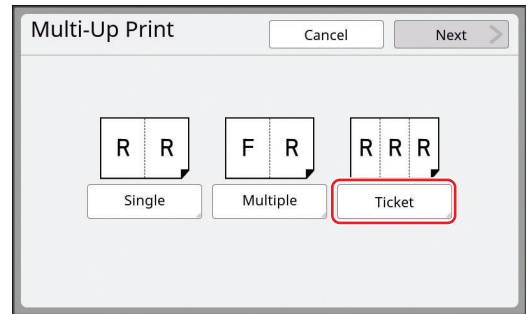 Multi-Up Print Cancel Next
R R F R R R R
Single Multiple Ticket